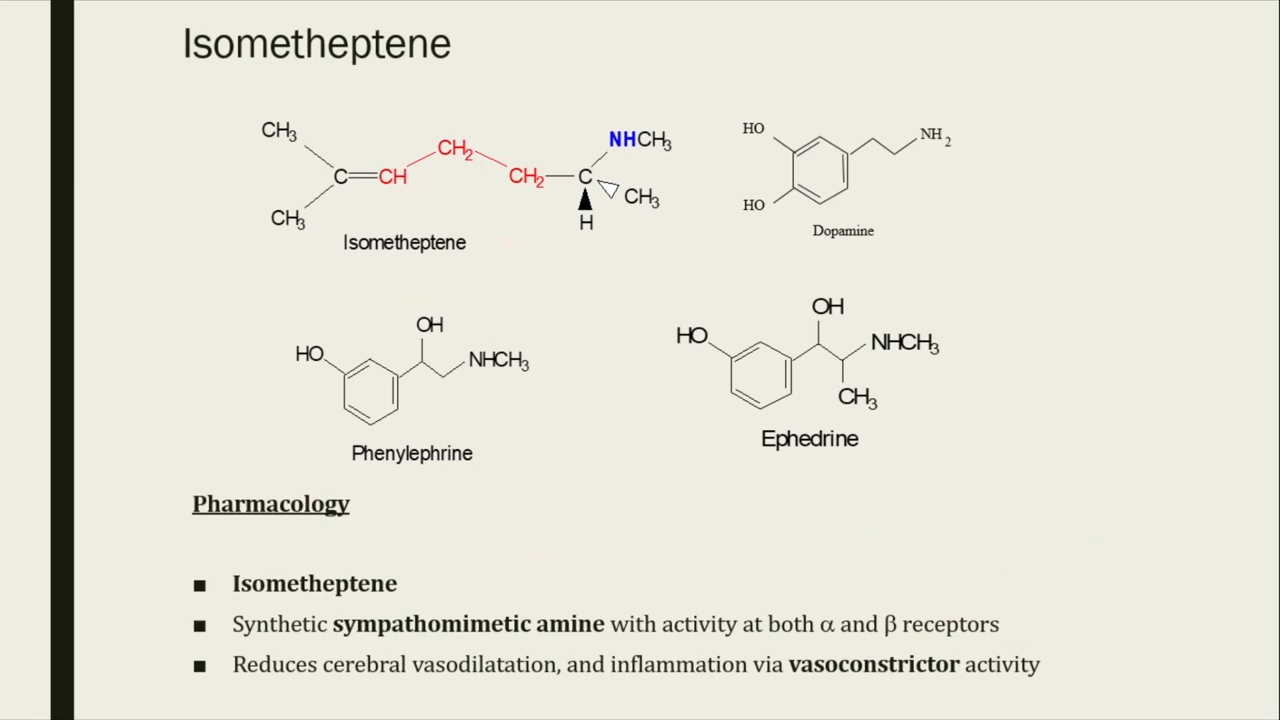 Isometheptene
CH3
NHCH3
CH2
C
CH
CH2
C
CH3
CH3
H
Isometheptene
HO
NH2
HO
Dopamine
OH
HO
NHCH3
Phenylephrine
OH
HO
NHCH3
CH3
Ephedrine
Pharmacology
■ Isometheptene
■ Synthetic sympathomimetic amine with activity at both α and β receptors
■ Reduces cerebral vasodilatation, and inflammation via vasoconstrictor activity